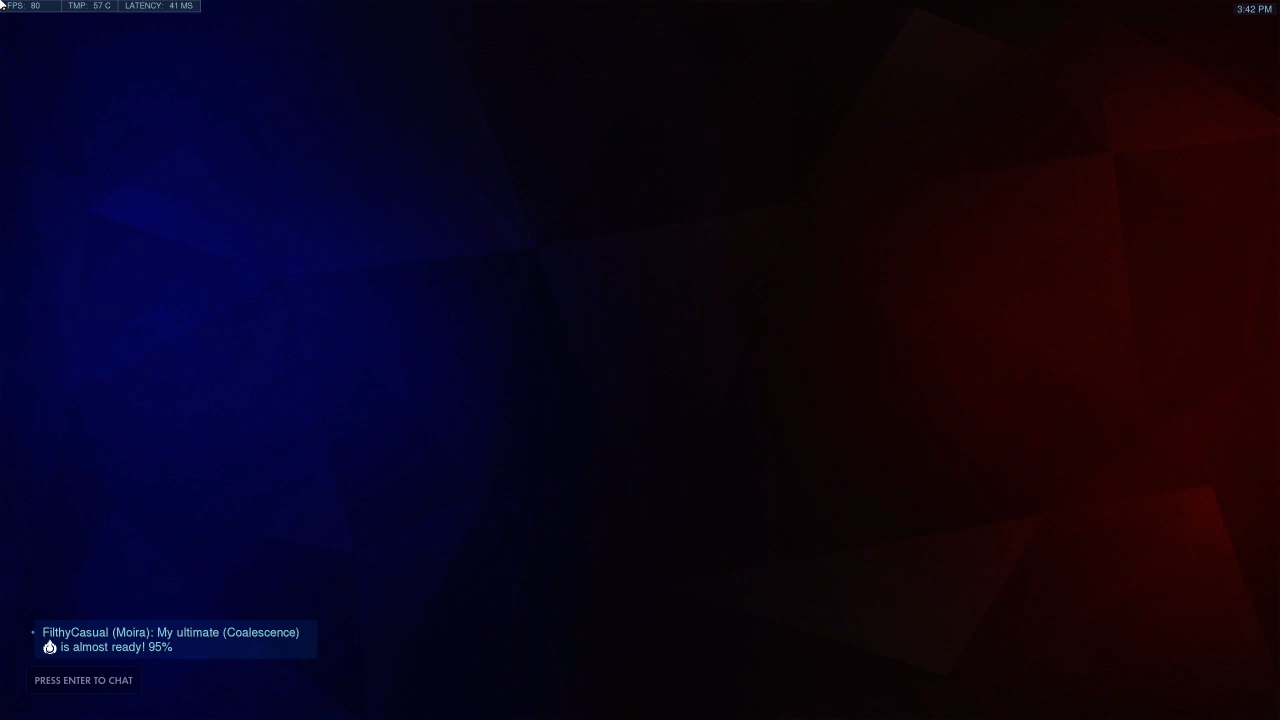 FPS: 80 TMP: 57 C LATENCY: 41 MS
3:42 PM
FilthyCasual (Moira): My ultimate (Coalescence)
is almost ready! 95%
PRESS ENTER TO CHAT